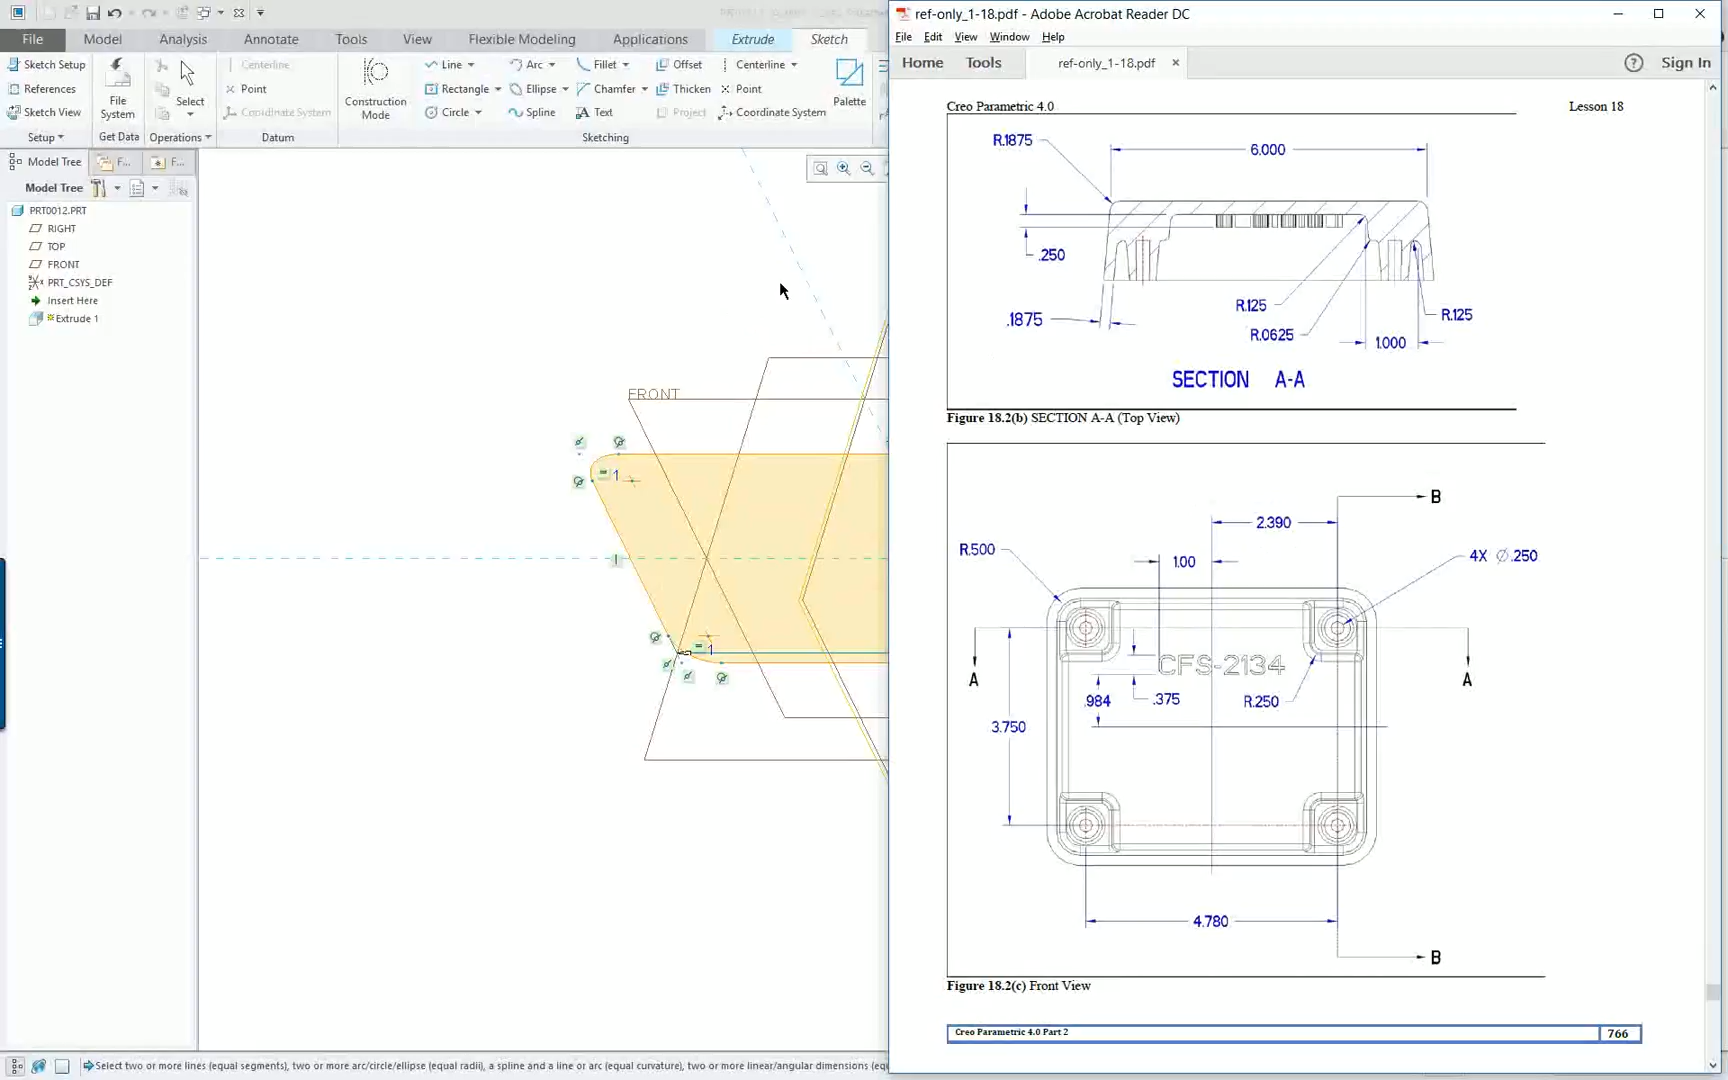 ref-only_1-18.pdf - Adobe Acrobat Reader DC
File Model Analysis Annotate Tools View Flexible Modeling Applications Extrude Sketch
File Edit View Window Help
Home Tools ref-only_1-18.pdf × ? Sign In
Sketch Setup
References
Sketch View
Setup
File System
Get Data
Select
Operations
Centerline
Point
Coordinate System
Datum
Construction Mode
Line Arc Fillet Offset Centerline
Rectangle Ellipse Chamfer Thicken Point
Circle Spline Text Project Coordinate System
Palette
Sketching
Model Tree F... F...
Model Tree
PRT0012.PRT
RIGHT
TOP
FRONT
PRT_CSYS_DEF
Insert Here
Extrude 1
FRONT
1
1
Creo Parametric 4.0 Lesson 18
R.1875
6.000
.250
.1875
R.125
R.0625
R.125
1.000
SECTION A-A
Figure 18.2(b) SECTION A-A (Top View)
B
2.390
R.500
1.00
4X ∅.250
A
CFS-2134
A
.984
.375
R.250
3.750
4.780
B
Figure 18.2(c) Front View
Creo Parametric 4.0 Part 2 766
Select two or more lines (equal segments), two or more arc/circle/ellipse (equal radii), a spline and a line or arc (equal curvature), two or more linear/angular dimensions (eq